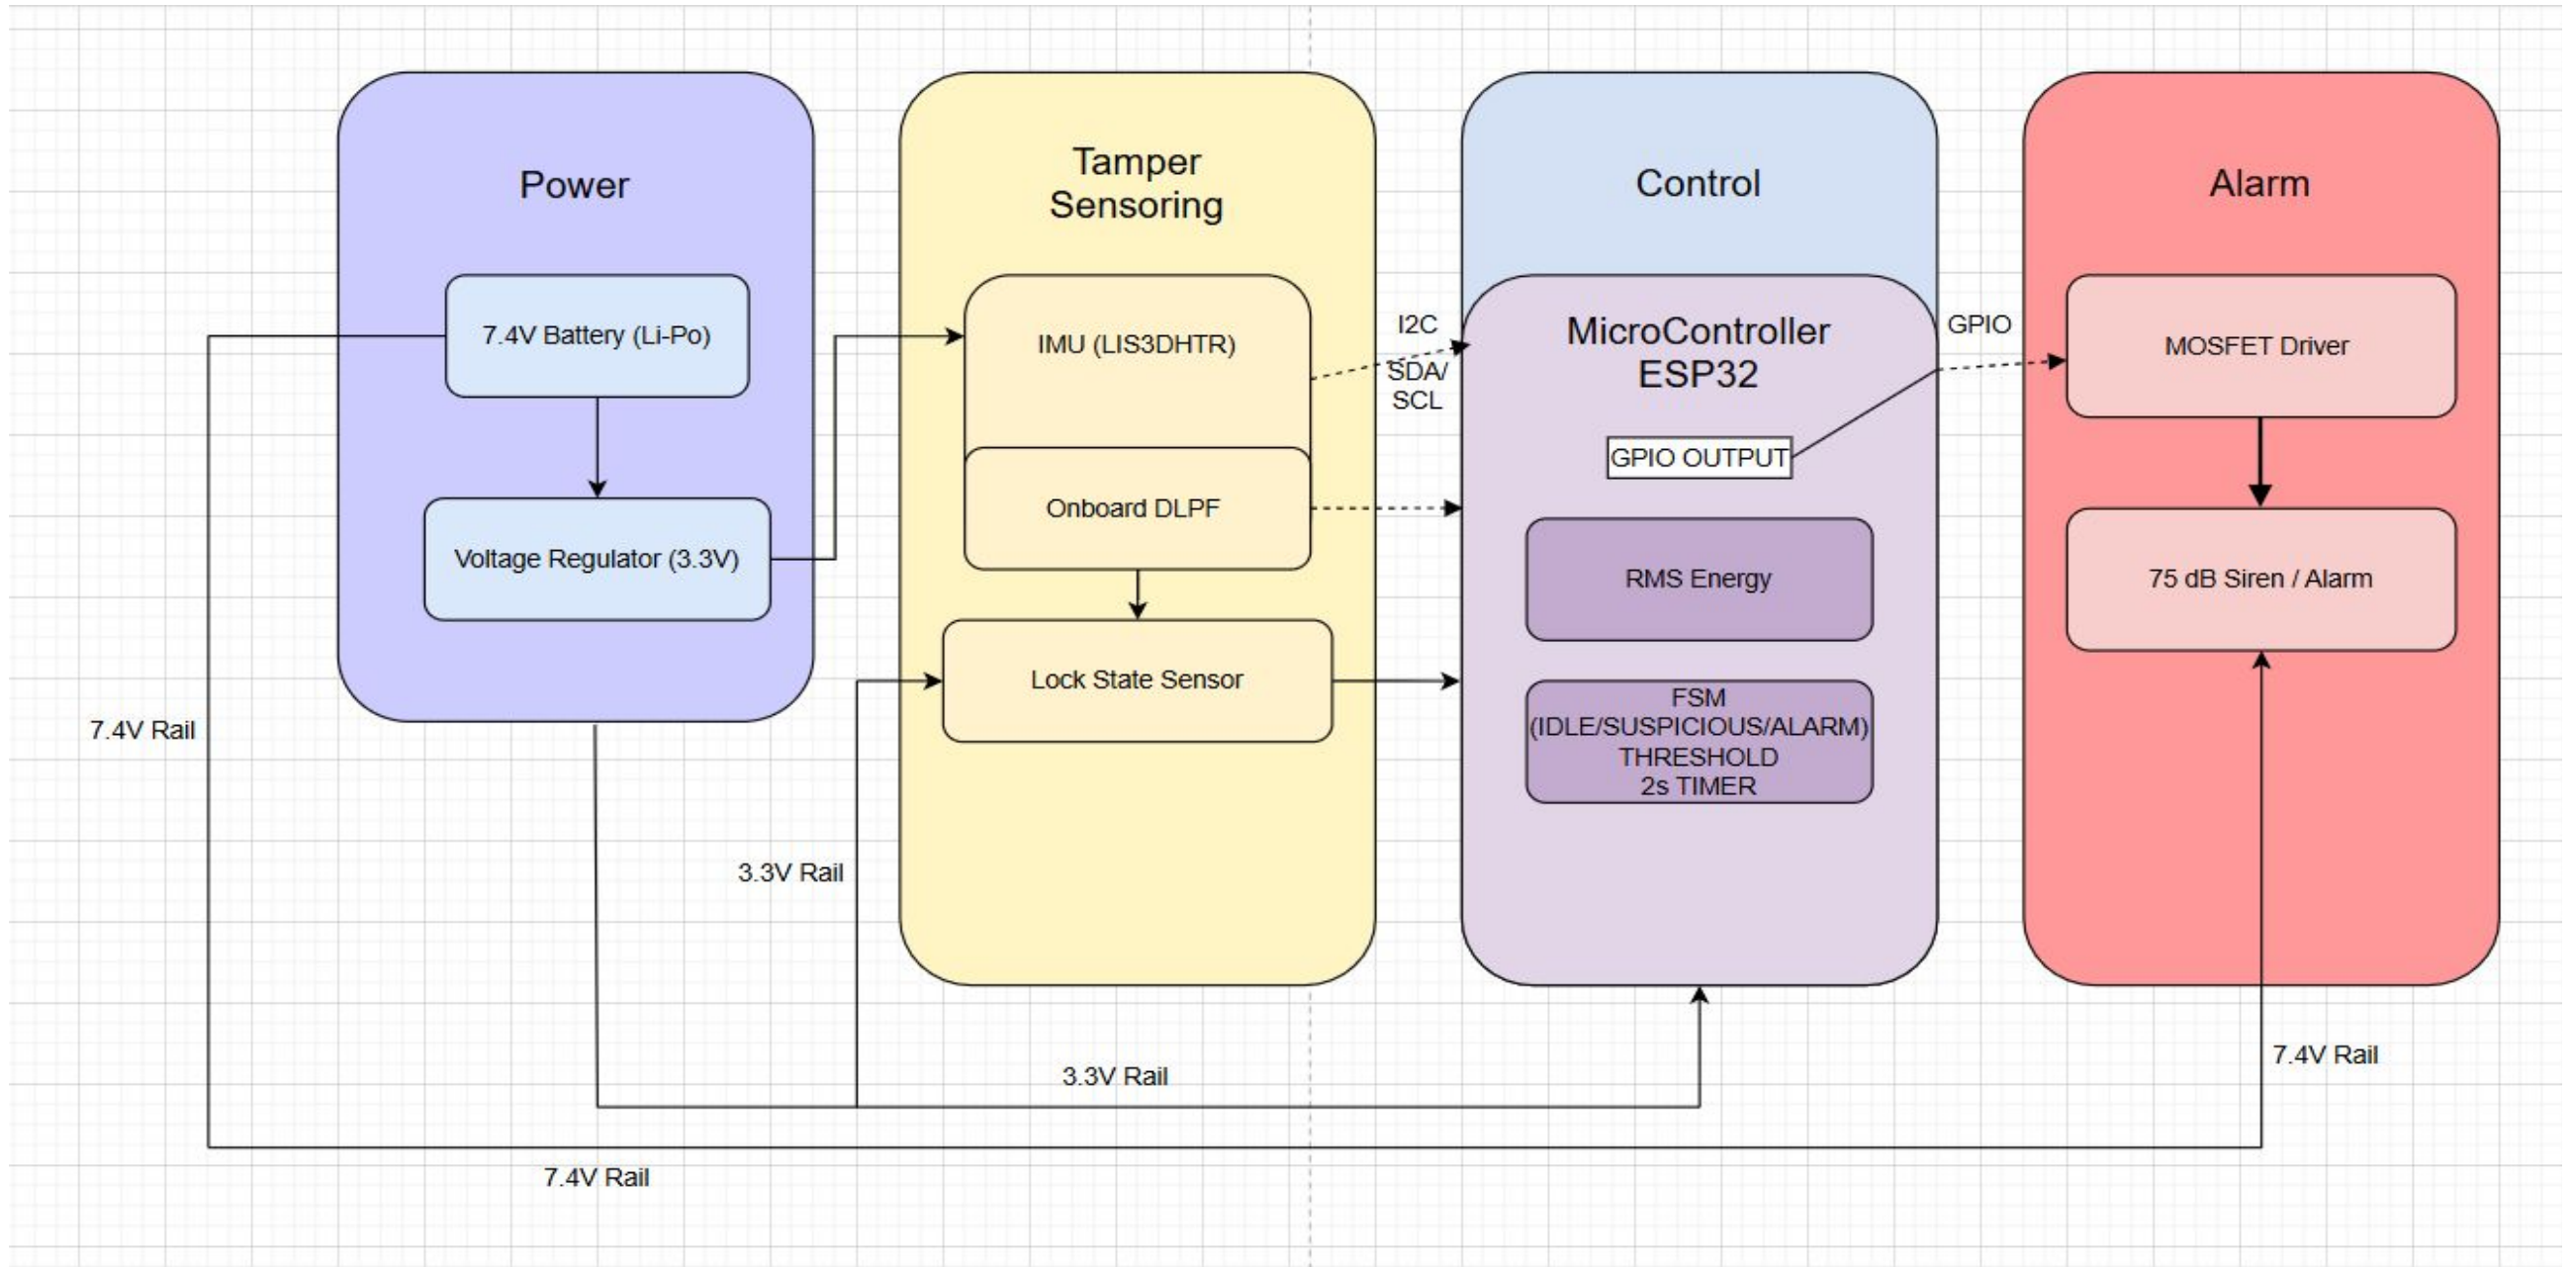 Power
7.4V Battery (Li-Po)
Voltage Regulator (3.3V)
7.4V Rail
Tamper
Sensoring
IMU (LIS3DHTR)
Onboard DLPF
Lock State Sensor
3.3V Rail
I2C
SDA/
SCL
Control
MicroController
ESP32
GPIO OUTPUT
RMS Energy
FSM
(IDLE/SUSPICIOUS/ALARM)
THRESHOLD
2s TIMER
GPIO
Alarm
MOSFET Driver
75 dB Siren / Alarm
7.4V Rail
3.3V Rail
7.4V Rail